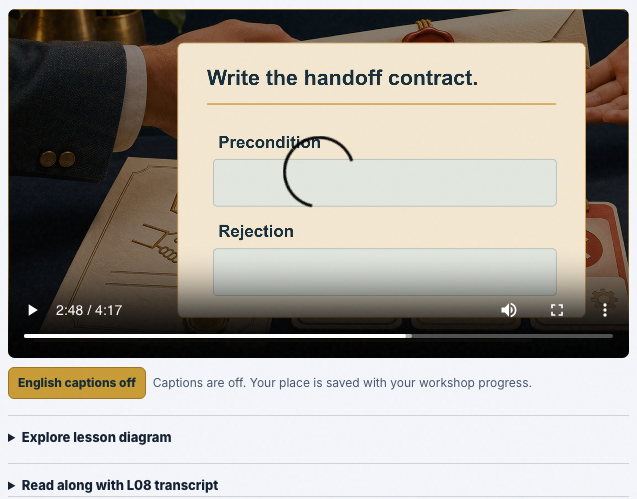 Write the handoff contract.
Precondition
Rejection
2:48 / 4:17
English captions off Captions are off. Your place is saved with your workshop progress.
Explore lesson diagram
Read along with L08 transcript